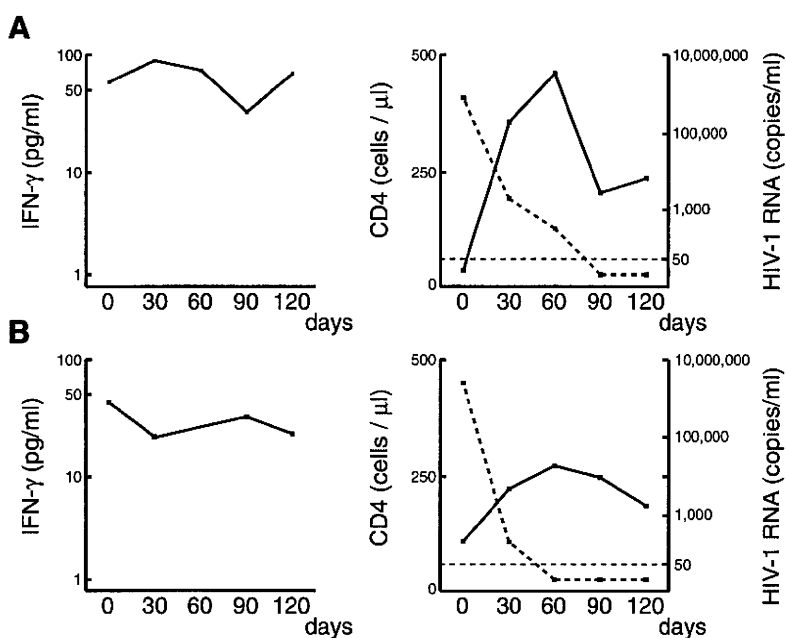 A
IFN-γ (pg/ml)
100
50
10
1
0 30 60 90 120
days
CD4 (cells / µl)
500
250
0
10,000,000
100,000
1,000
50
HIV-1 RNA (copies/ml)
0 30 60 90 120
days
B
IFN-γ (pg/ml)
100
50
10
1
0 30 60 90 120
days
CD4 (cells / µl)
500
250
0
10,000,000
100,000
1,000
50
HIV-1 RNA (copies/ml)
0 30 60 90 120
days